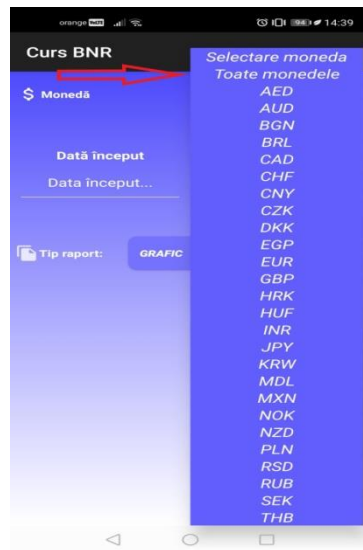 orange 94 14:39
Curs BNR
Selectare moneda
Toate monedele
$ Monedă
AED
AUD
BGN
BRL
Dată început
CAD
Data început...
CHF
CNY
CZK
DKK
Tip raport: GRAFIC
EGP
EUR
GBP
HRK
HUF
INR
JPY
KRW
MDL
MXN
NOK
NZD
PLN
RSD
RUB
SEK
THB